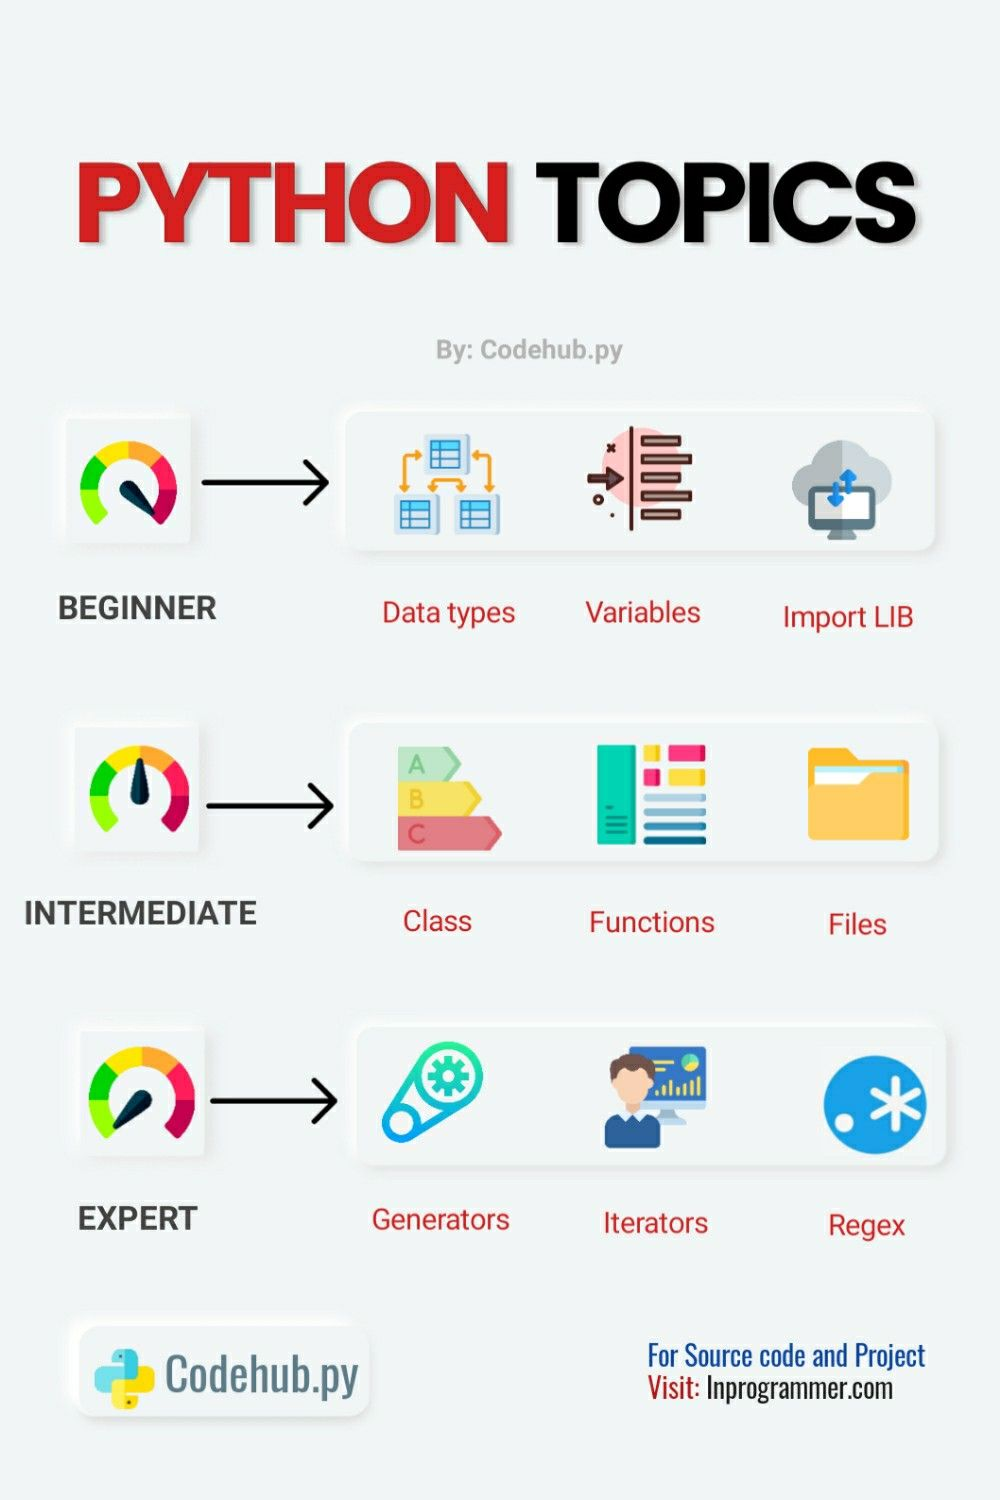 PYTHON TOPICS
By: Codehub.py
BEGINNER
Data types
Variables
Import LIB
A
B
C
INTERMEDIATE
Class
Functions
Files
EXPERT
Generators
Iterators
Regex
Codehub.py
For Source code and Project
Visit: Inprogrammer.com